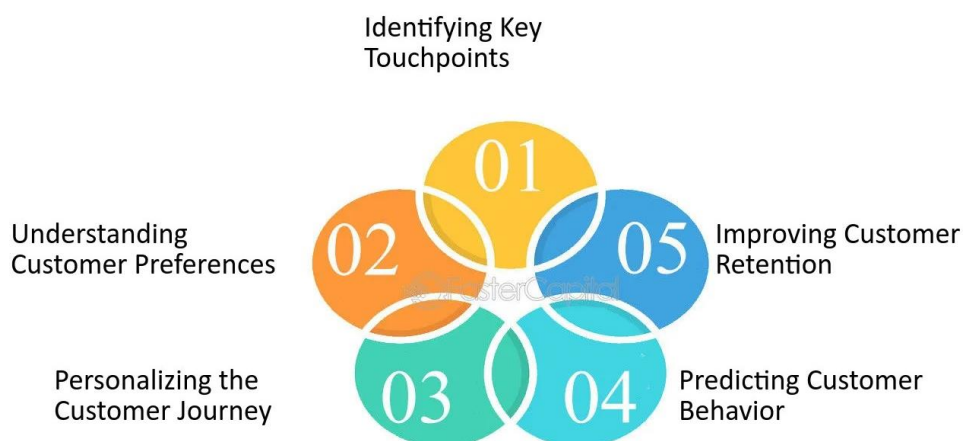 Identifying Key
Touchpoints
01
02
Understanding
Customer Preferences
05
Improving Customer
Retention
FasterCapital
03
Personalizing the
Customer Journey
04
Predicting Customer
Behavior